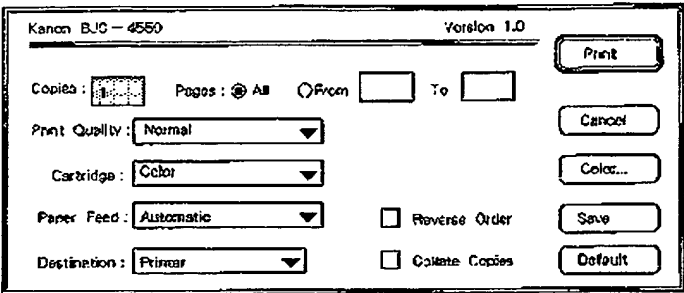 Kanon BJC - 4550 Version 1.0
Print
Copies : 1 Pages : All From To
Print Quality : Normal
Cancel
Cartridge : Color
Color...
Paper Feed : Automatic
Reverse Order
Save
Destination : Printer
Collate Copies
Default